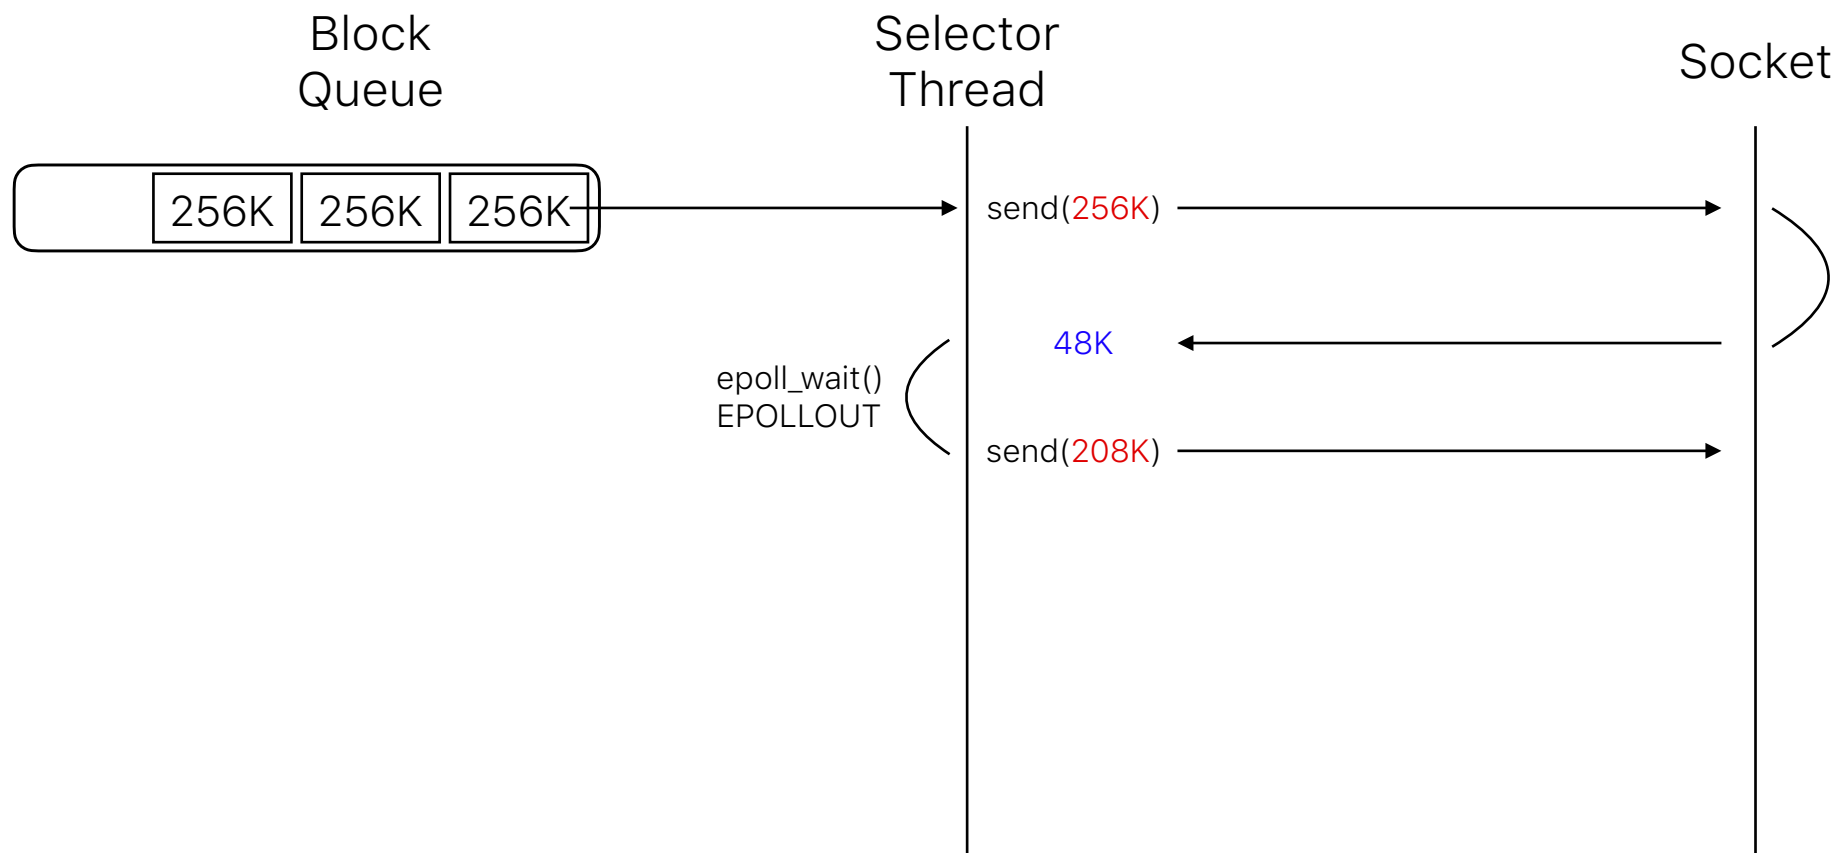 Block
Queue
Selector
Thread
Socket
256K
256K
256K
send(256K)
48K
epoll_wait()
EPOLLOUT
send(208K)